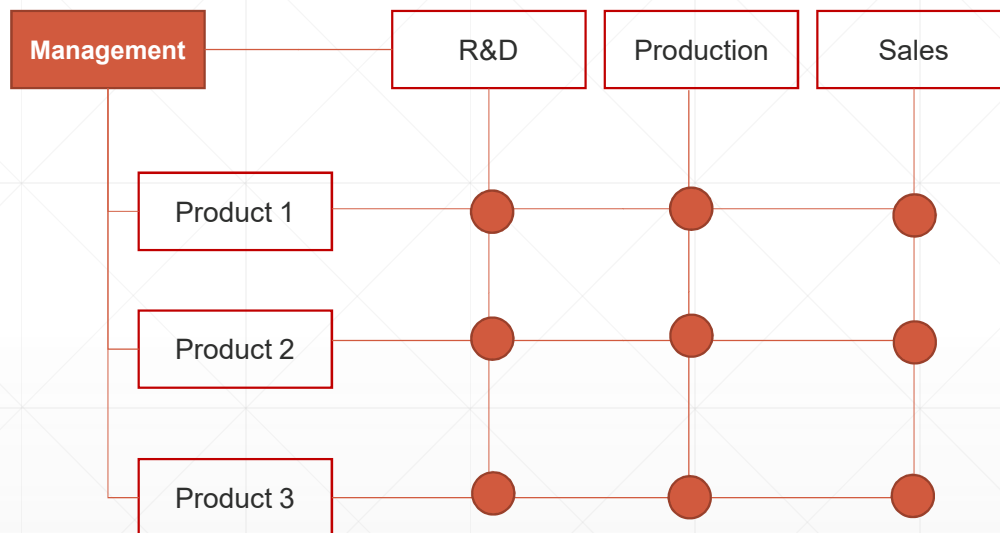 Management
R&D
Production
Sales
Product 1
Product 2
Product 3